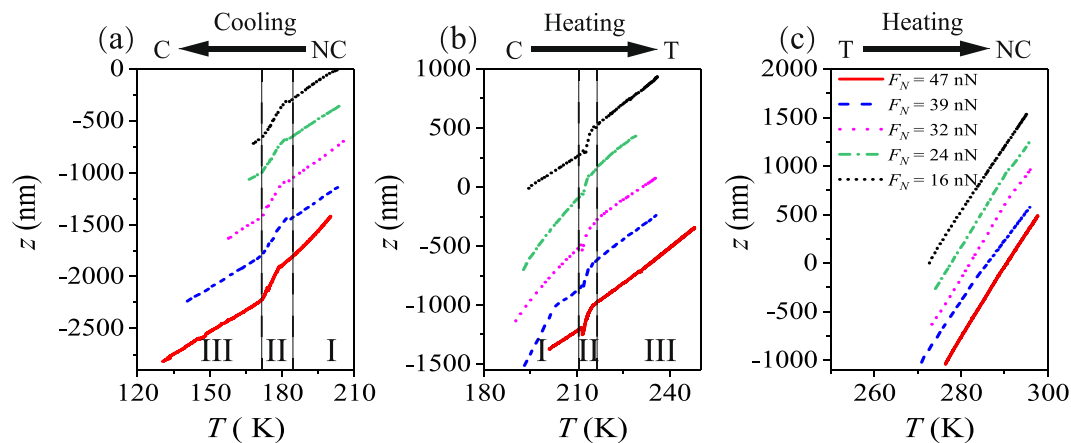 (a) Cooling
C NC
0
-500
-1000
-1500
-2000
-2500
z (nm)
III II I
120 150 180 210
T ( K)
(b) Heating
C T
1000
500
0
-500
-1000
-1500
z (nm)
I II III
180 210 240
T ( K)
(c) Heating
T NC
2000
1500
1000
500
0
-500
-1000
z (nm)
F_N = 47 nN
F_N = 39 nN
F_N = 32 nN
F_N = 24 nN
F_N = 16 nN
260 280 300
T ( K)